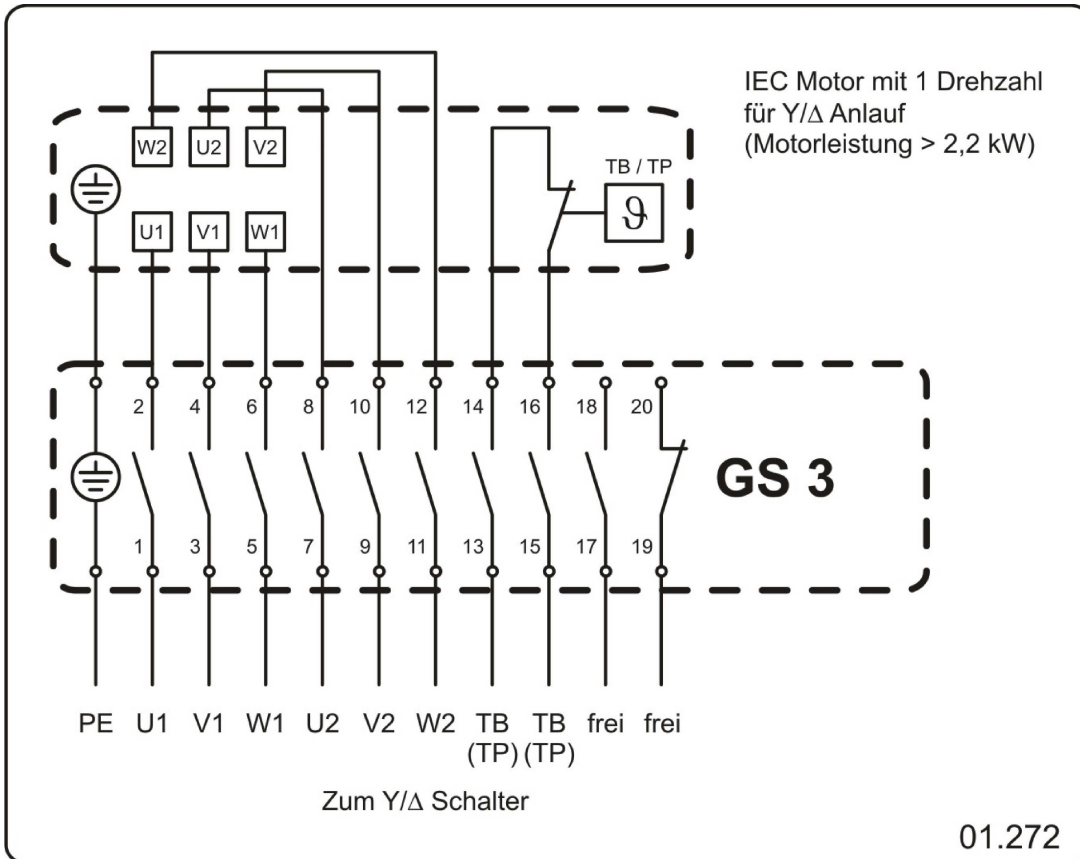 IEC Motor mit 1 Drehzahl
für Y/Δ Anlauf
(Motorleistung > 2,2 kW)
W2 U2 V2
TB / TP
ϑ
U1 V1 W1
2 4 6 8 10 12 14 16 18 20
GS 3
1 3 5 7 9 11 13 15 17 19
PE U1 V1 W1 U2 V2 W2 TB TB frei frei
(TP) (TP)
Zum Y/Δ Schalter
01.272